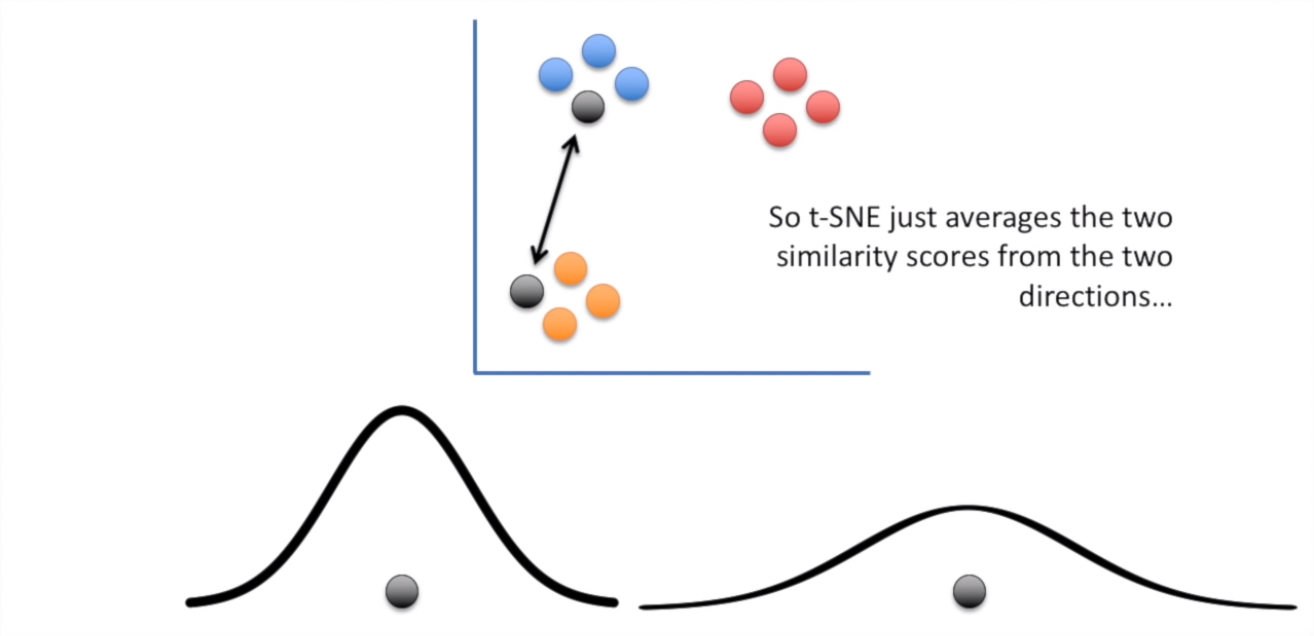 So t-SNE just averages the two
similarity scores from the two
directions...